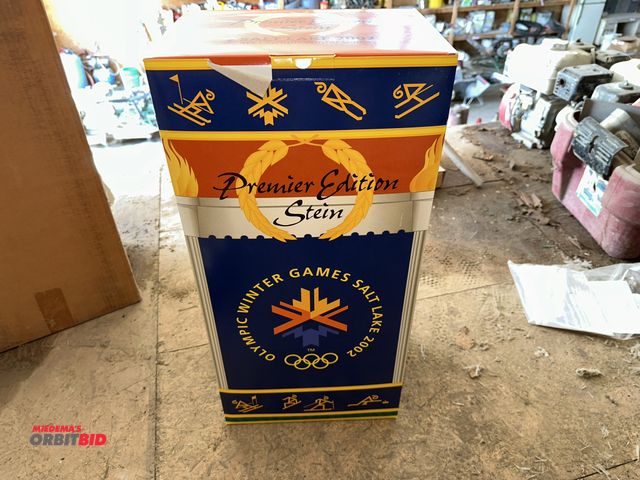 Premier Edition
Stein
OLYMPIC WINTER GAMES SALT LAKE 2002
TM
MIEDEMA'S
ORBITBID